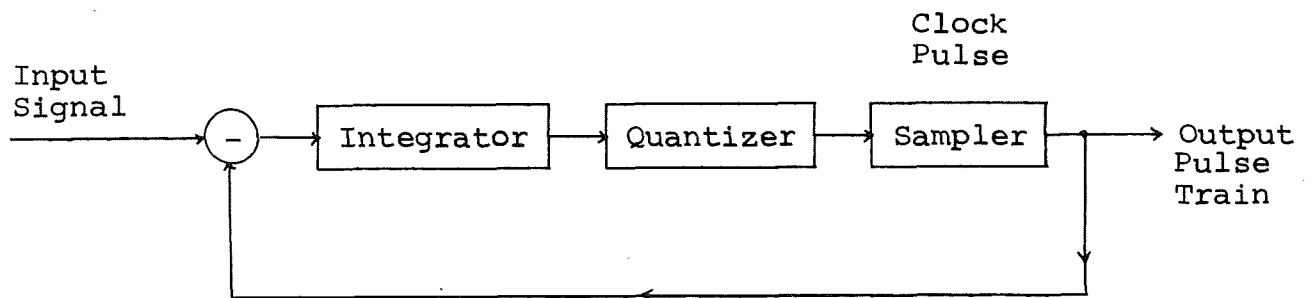 Clock
Pulse
Input
Signal
-
Integrator
Quantizer
Sampler
Output
Pulse
Train